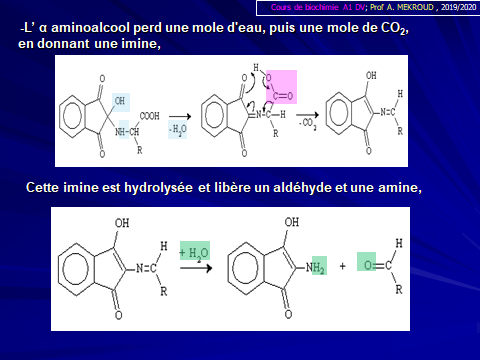 Cours de biochimie A1 DV; Prof A. MEKROUD , 2019/2020
-L' α aminoalcool perd une mole d'eau, puis une mole de CO2,
en donnant une imine,
O OH COOH NH-CH R O
-H2O
O H O C=O =N-C-H R O
-CO2
OH H N=C R O
Cette imine est hydrolysée et libère un aldéhyde et une amine,
OH H -N=C R O
+ H2O
OH -NH2 O
+
H O=C R